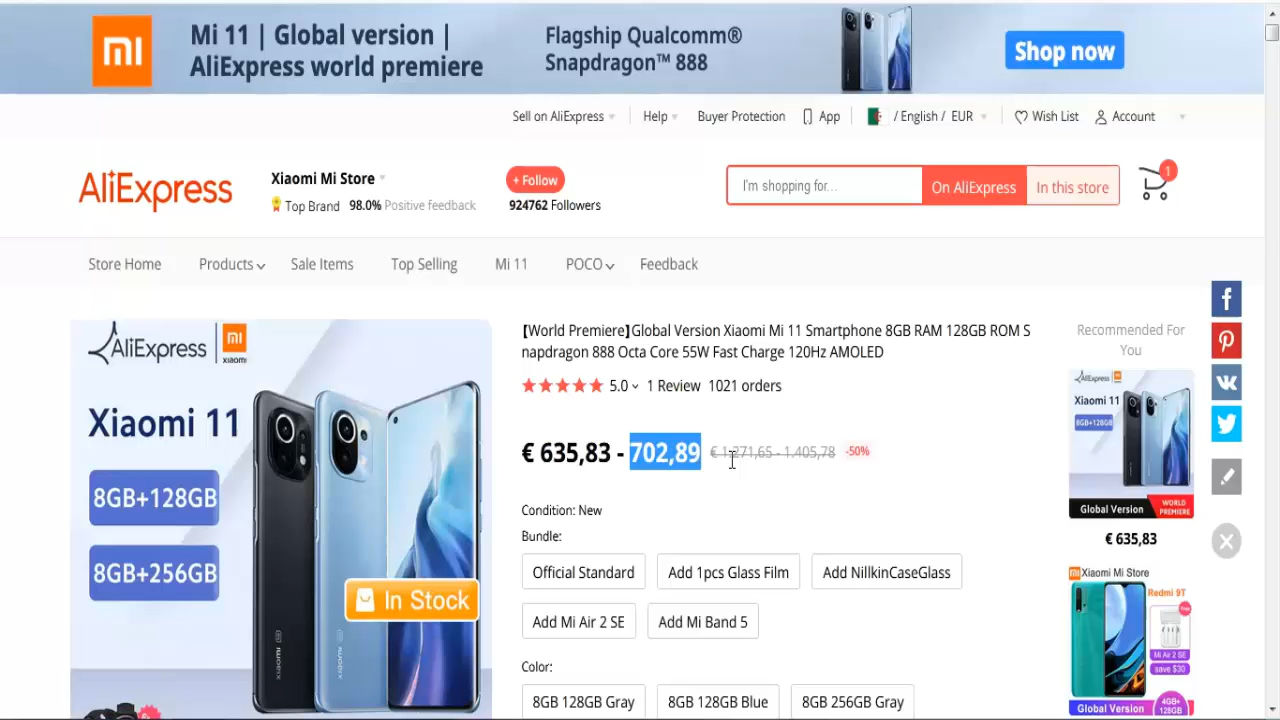 Mi 11 | Global version |
AliExpress world premiere
Flagship Qualcomm®
Snapdragon™ 888
Shop now
Sell on AliExpress
Help
Buyer Protection
App
/ English / EUR
Wish List
Account
AliExpress
Xiaomi Mi Store
Top Brand 98.0% Positive feedback
+ Follow
924762 Followers
I'm shopping for...
On AliExpress
In this store
1
Store Home
Products
Sale Items
Top Selling
Mi 11
POCO
Feedback
AliExpress
xiaomi
Xiaomi 11
8GB+128GB
8GB+256GB
In Stock
【World Premiere】Global Version Xiaomi Mi 11 Smartphone 8GB RAM 128GB ROM S
napdragon 888 Octa Core 55W Fast Charge 120Hz AMOLED
5.0 1 Review 1021 orders
€ 635,83 - 702,89 € 1.271,65 - 1.405,78 -50%
Condition: New
Bundle:
Official Standard
Add 1pcs Glass Film
Add NillkinCaseGlass
Add Mi Air 2 SE
Add Mi Band 5
Color:
8GB 128GB Gray
8GB 128GB Blue
8GB 256GB Gray
Recommended For
You
AliExpress
Xiaomi 11
8GB+128GB
Global Version
WORLD
PREMIERE
€ 635,83
Xiaomi Mi Store
Redmi 9T
Free
Mi Air 2 SE
save $30
Global Version
4GB+
128GB